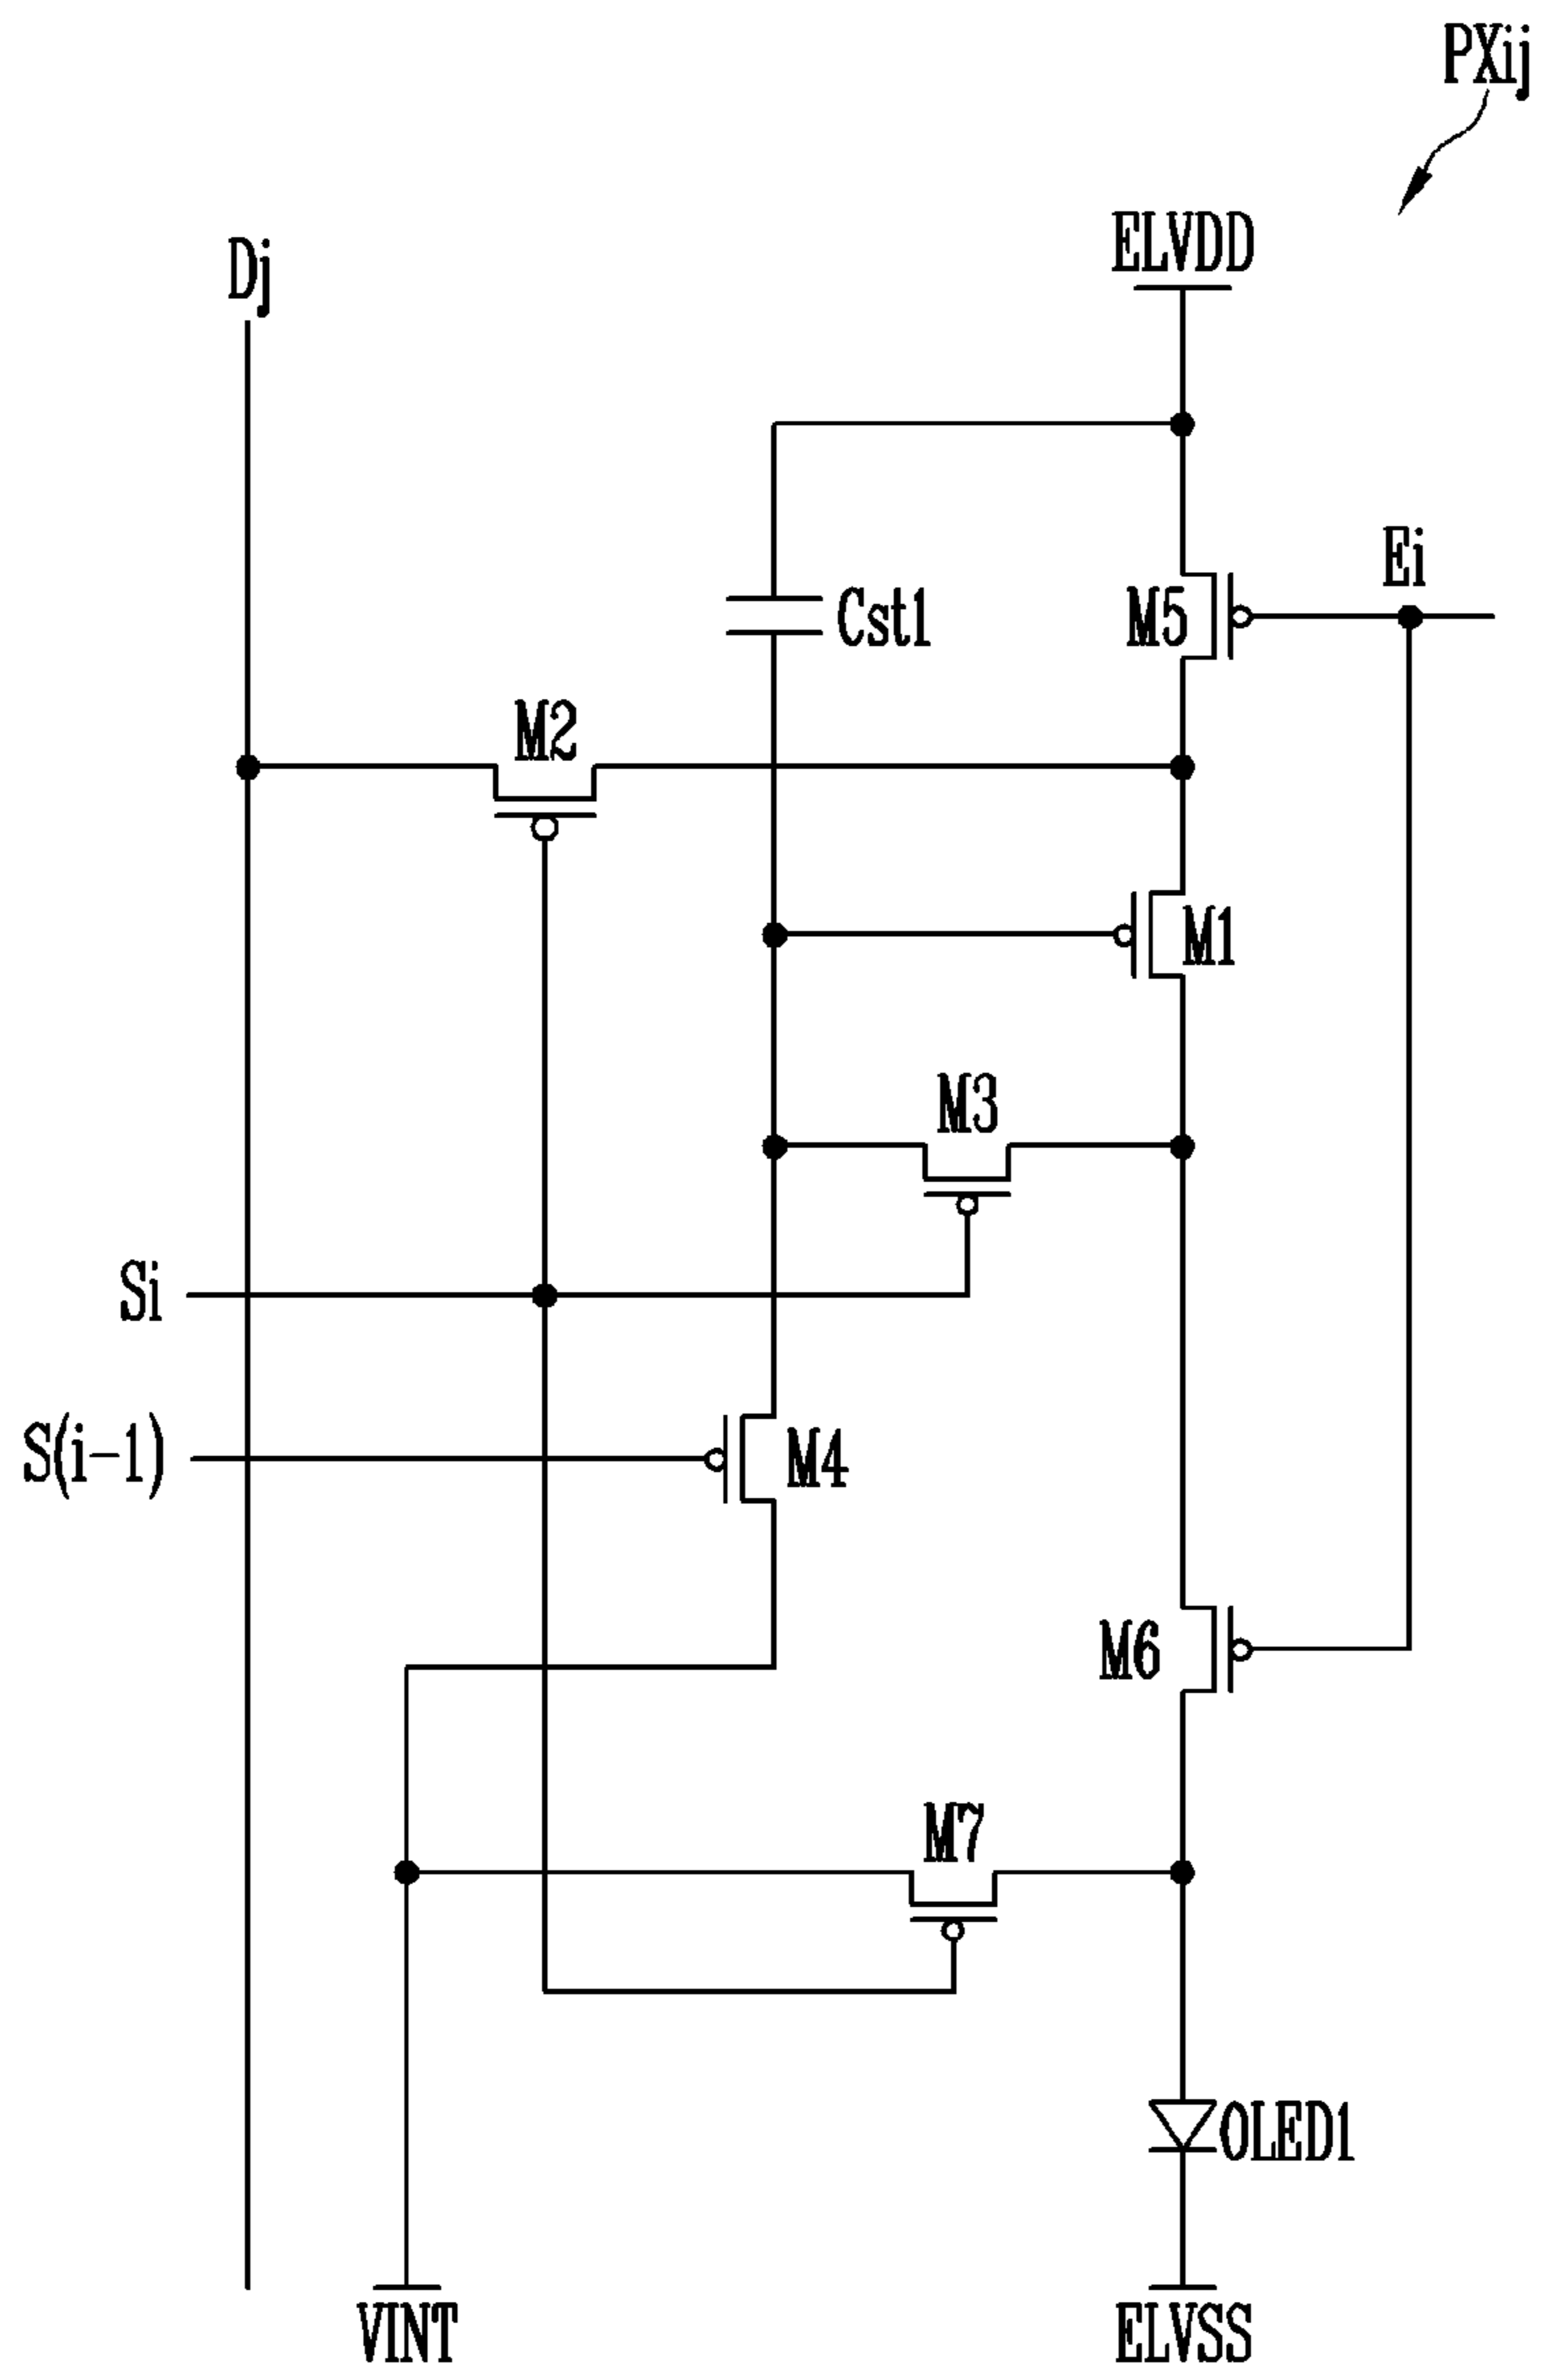 PXij
ELVDD
Dj
Ei
Cst1
M5
M2
M1
M3
Si
S(i-1)
M4
M6
M7
OLED1
VINT
ELVSS